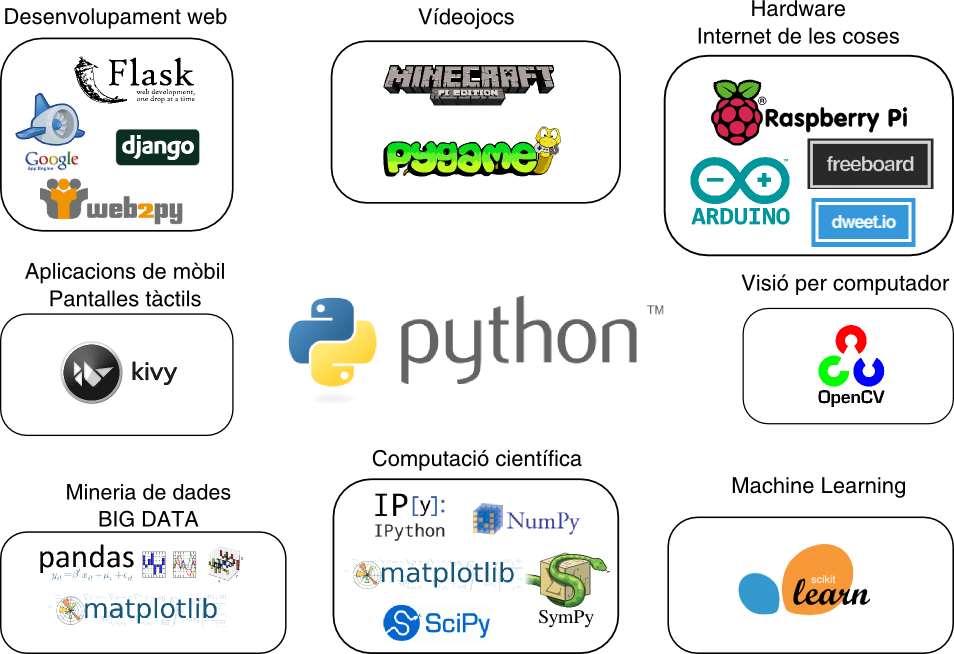 Desenvolupament web
Flask
web development,
one drop at a time
Google
App Engine
django
web2py
Vídeojocs
MINECRAFT
PI EDITION
pygame
Hardware
Internet de les coses
Raspberry Pi
®
ARDUINO
™
freeboard
dweet.io
Aplicacions de mòbil
Pantalles tàctils
kivy
python
TM
Visió per computador
OpenCV
Mineria de dades
BIG DATA
pandas
matplotlib
Computació científica
IP[y]:
IPython
NumPy
matplotlib
SymPy
SciPy
Machine Learning
scikit
learn